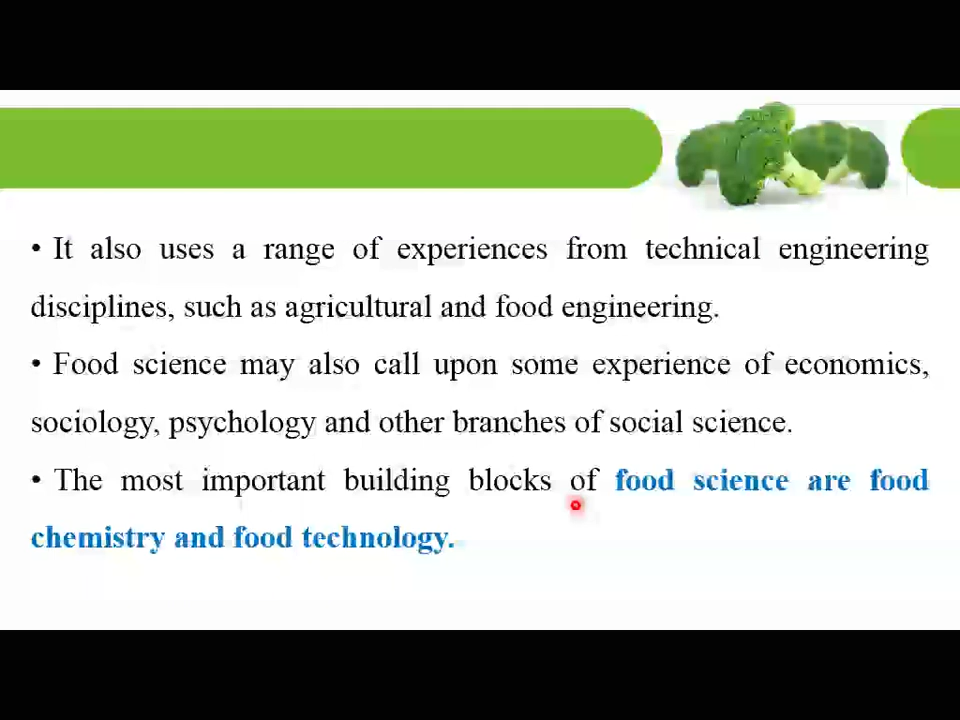 • It also uses a range of experiences from technical engineering
disciplines, such as agricultural and food engineering.
• Food science may also call upon some experience of economics,
sociology, psychology and other branches of social science.
• The most important building blocks of food science are food
chemistry and food technology.